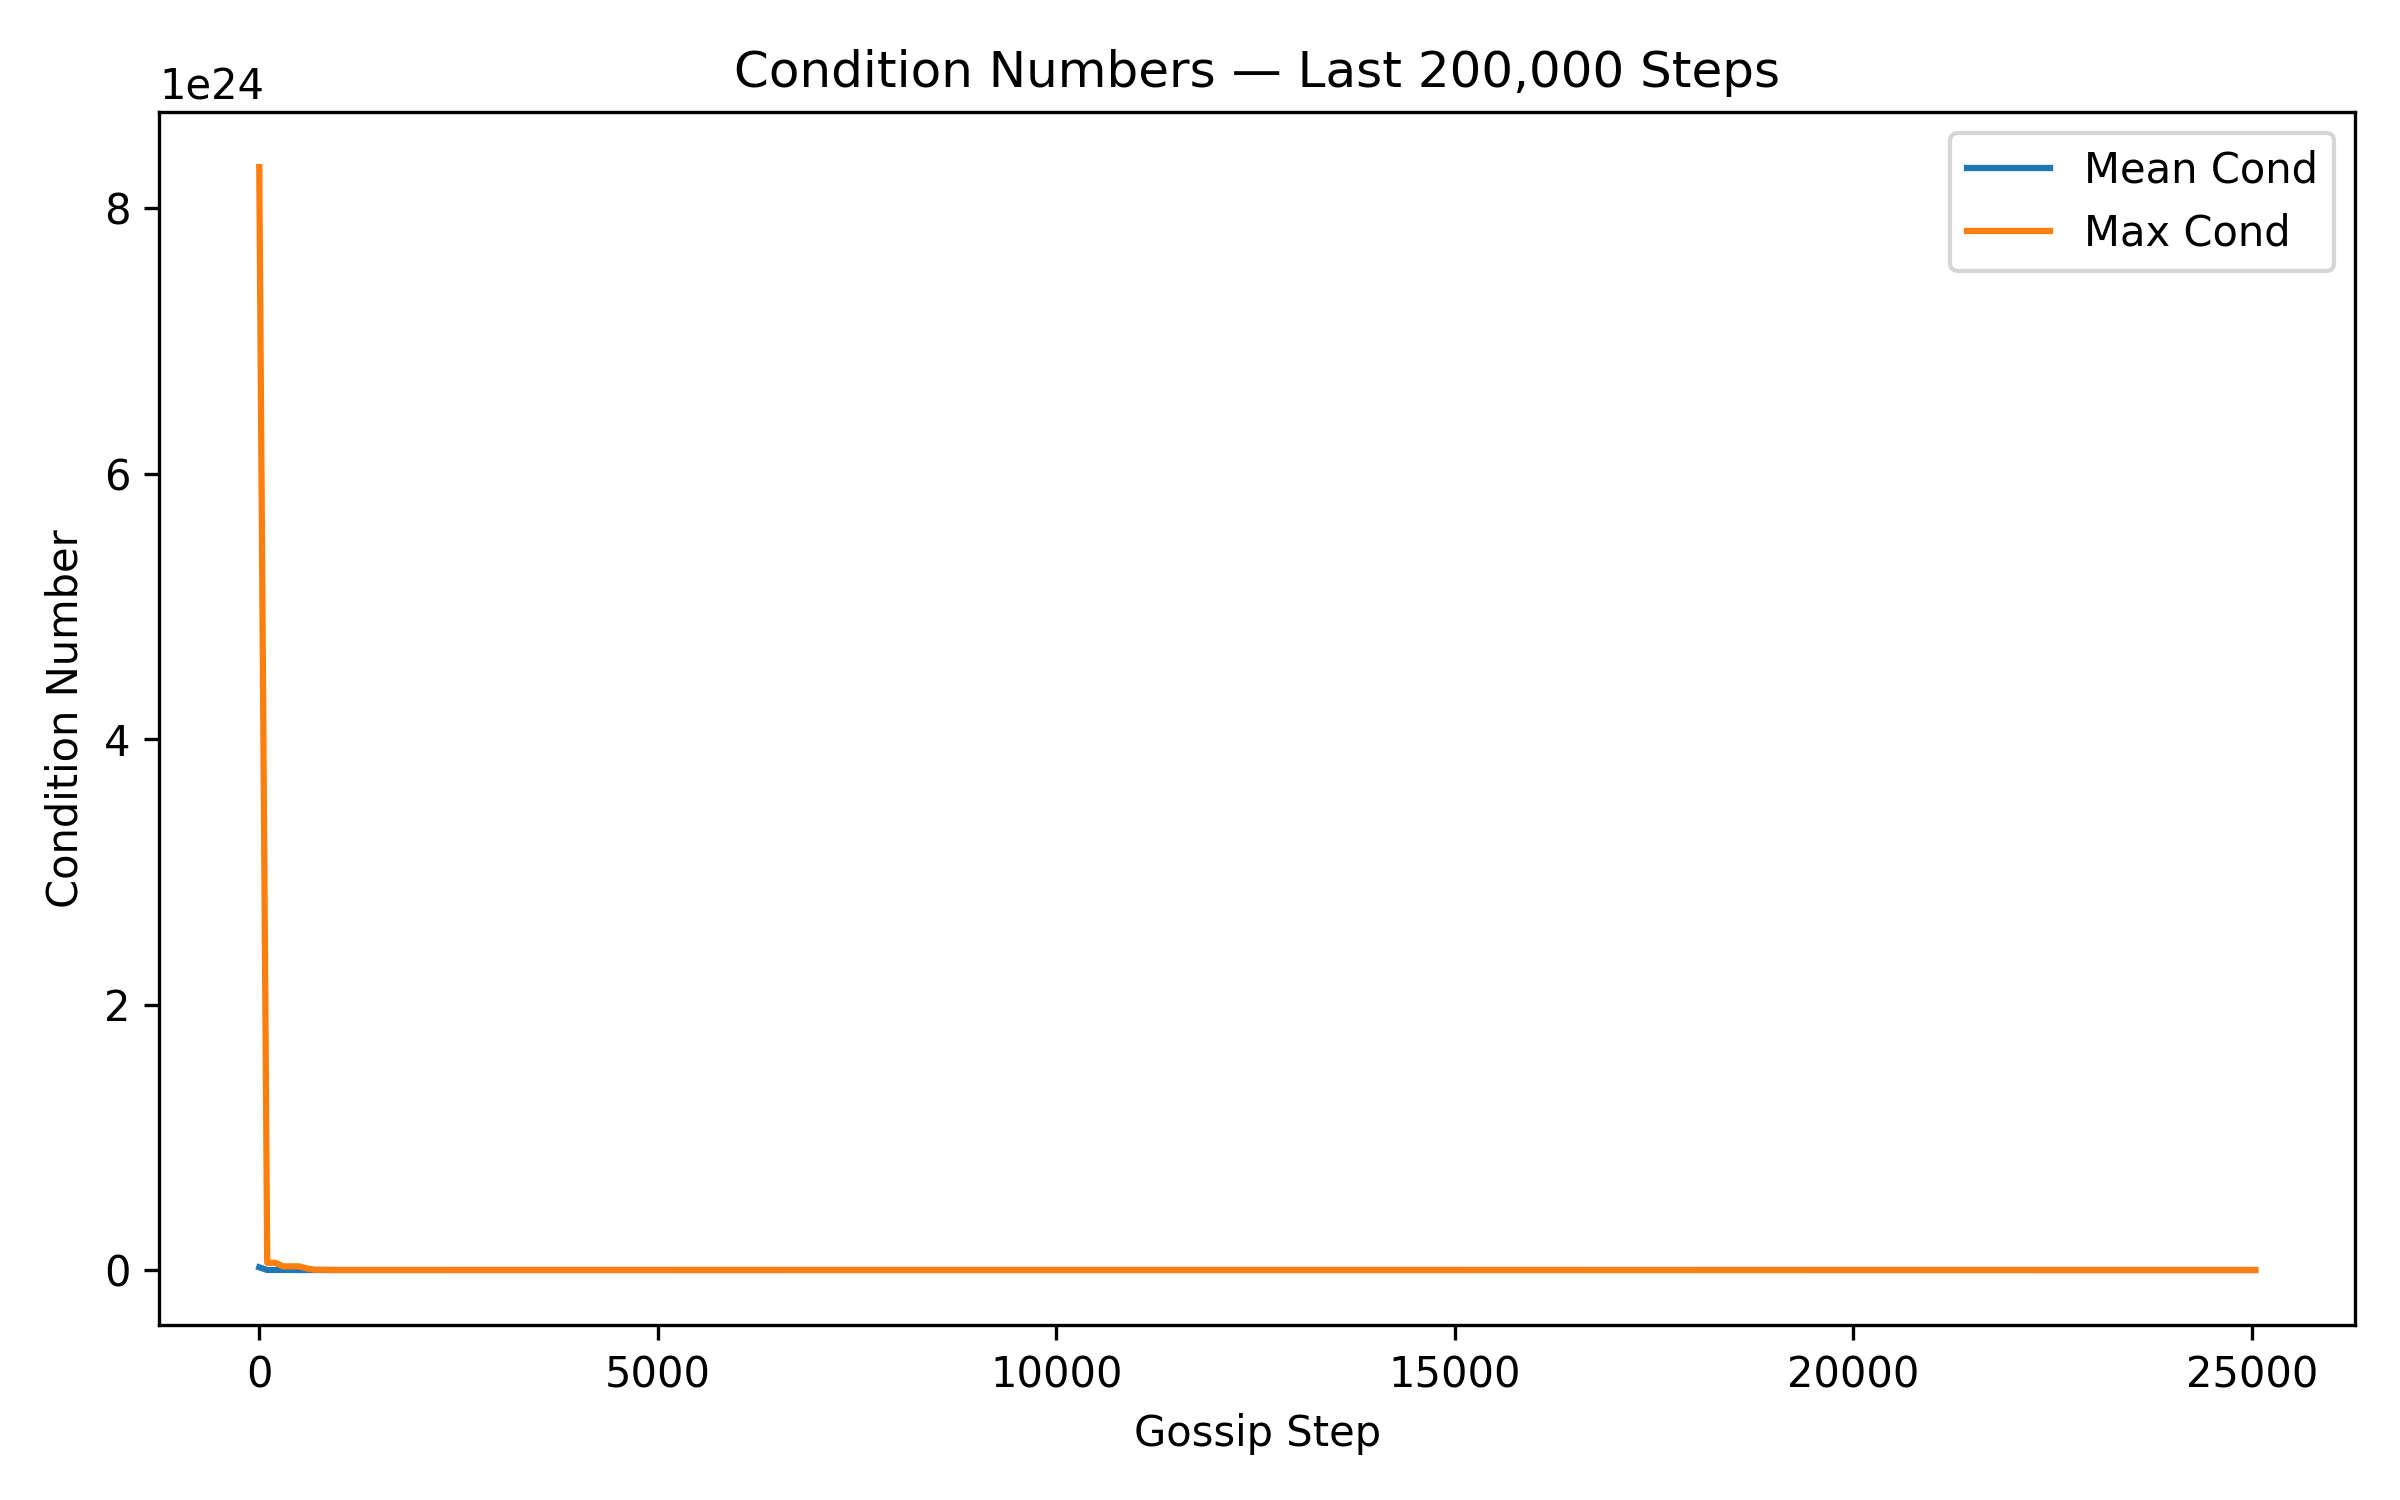 Condition Numbers — Last 200,000 Steps
1e24
Mean Cond
Max Cond
8
6
4
2
0
Condition Number
0 5000 10000 15000 20000 25000
Gossip Step